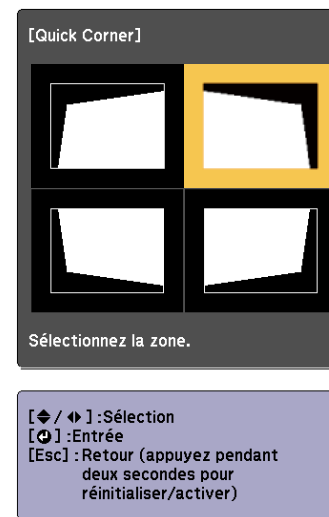 [Quick Corner]
Sélectionnez la zone.
[ / ] :Sélection
[ ] :Entrée
[Esc] : Retour (appuyez pendant
deux secondes pour
réinitialiser/activer)